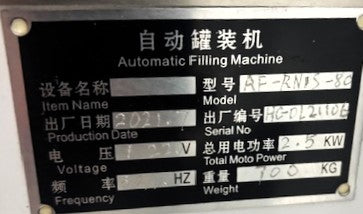 自动罐装机
Automatic Filling Machine
设备名称
Item Name
型号
Model
出厂日期 2021.
Production Date
出厂编号
Serial No
电 压 V
Voltage
总用电功率 2.5 KW
Total Moto Power
频 率 HZ
Frequency
重量 100 KG
Weight